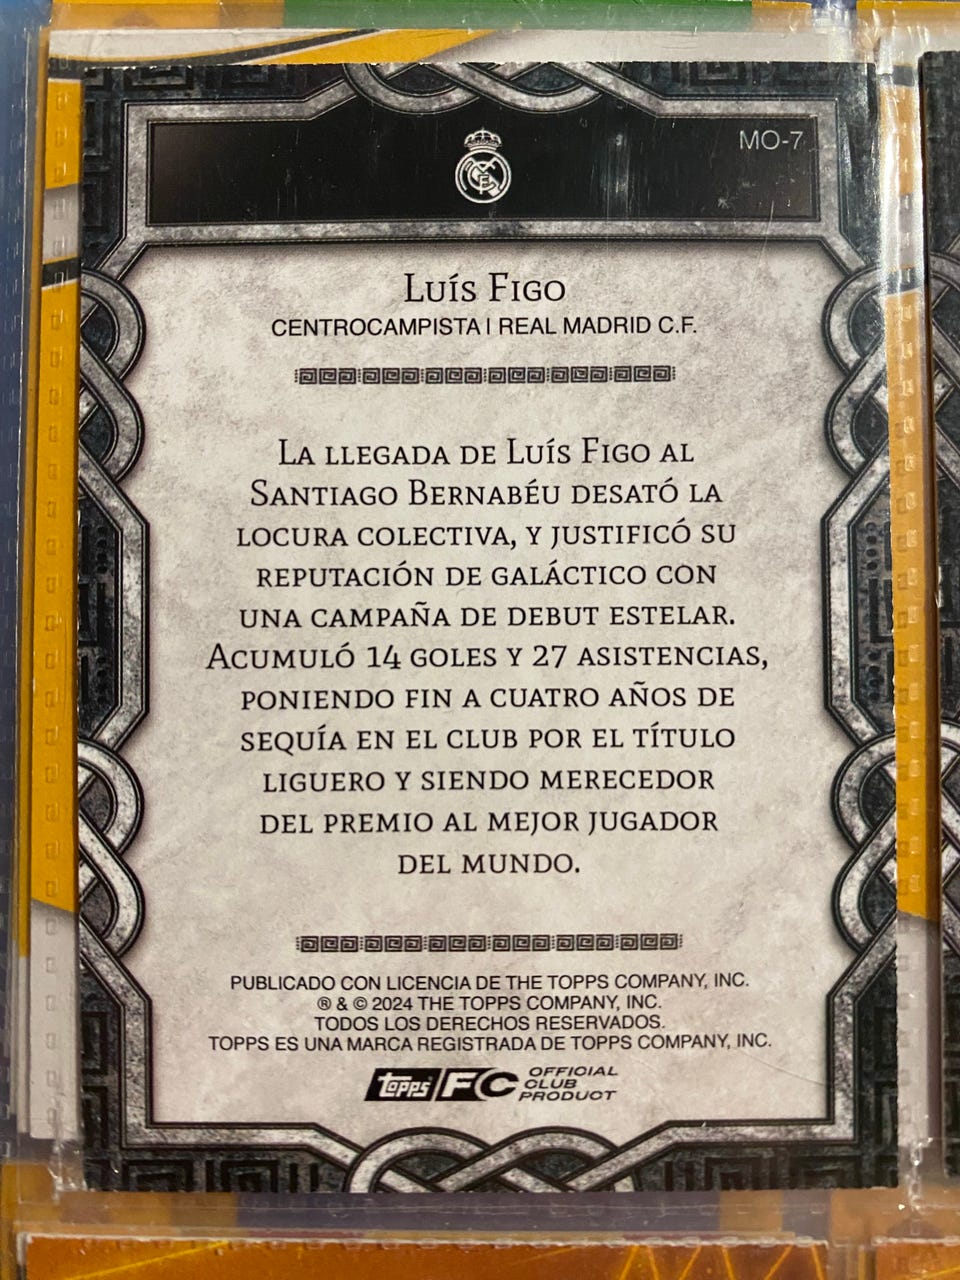 MO-7
Luís Figo
CENTROCAMPISTA | REAL MADRID C.F.
La llegada de Luís Figo al
Santiago Bernabéu desató la
locura colectiva, y justificó su
reputación de galáctico con
una campaña de debut estelar.
Acumuló 14 goles y 27 asistencias,
poniendo fin a cuatro años de
sequía en el club por el título
liguero y siendo merecedor
del premio al mejor jugador
del mundo.
PUBLICADO CON LICENCIA DE THE TOPPS COMPANY, INC.
® & © 2024 THE TOPPS COMPANY, INC.
TODOS LOS DERECHOS RESERVADOS.
TOPPS ES UNA MARCA REGISTRADA DE TOPPS COMPANY, INC.
topps FC OFFICIAL
CLUB
PRODUCT